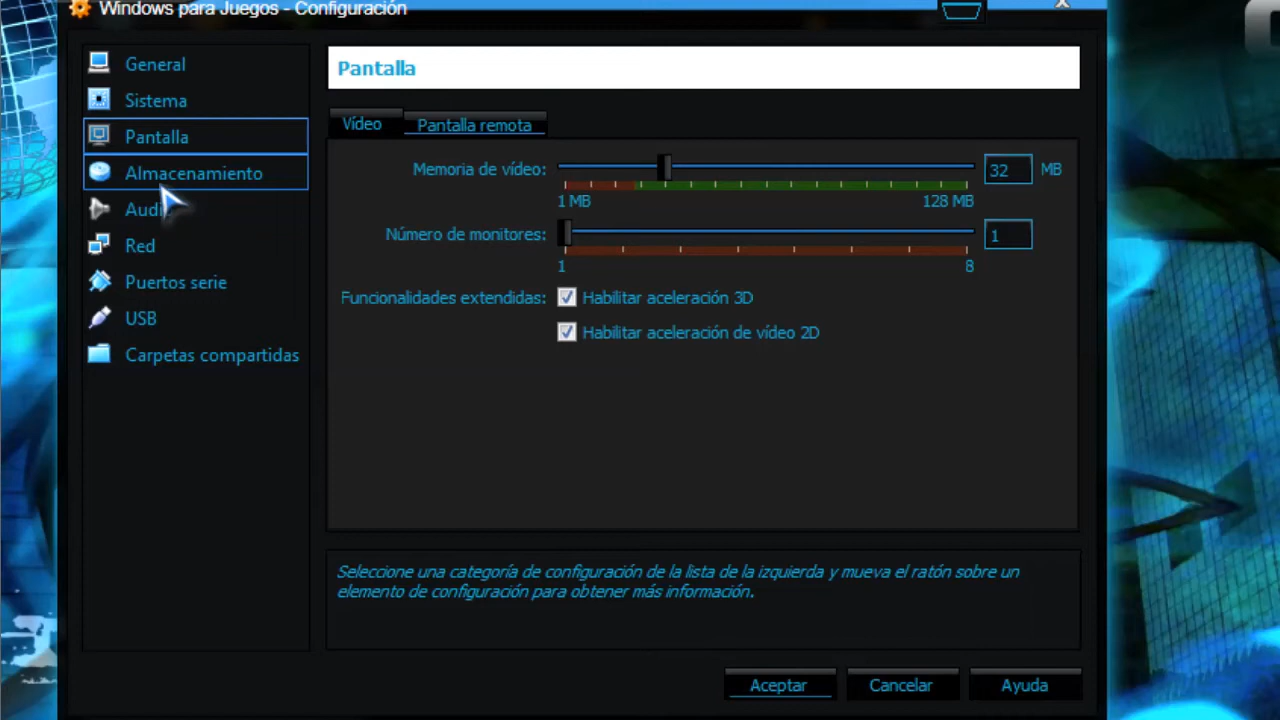 Windows para Juegos - Configuración
General
Sistema
Pantalla
Almacenamiento
Audio
Red
Puertos serie
USB
Carpetas compartidas
Pantalla
Vídeo
Pantalla remota
Memoria de vídeo:
32
MB
1 MB
128 MB
Número de monitores:
1
1
8
Funcionalidades extendidas:
Habilitar aceleración 3D
Habilitar aceleración de vídeo 2D
Seleccione una categoría de configuración de la lista de la izquierda y mueva el ratón sobre un
elemento de configuración para obtener más información.
Aceptar
Cancelar
Ayuda